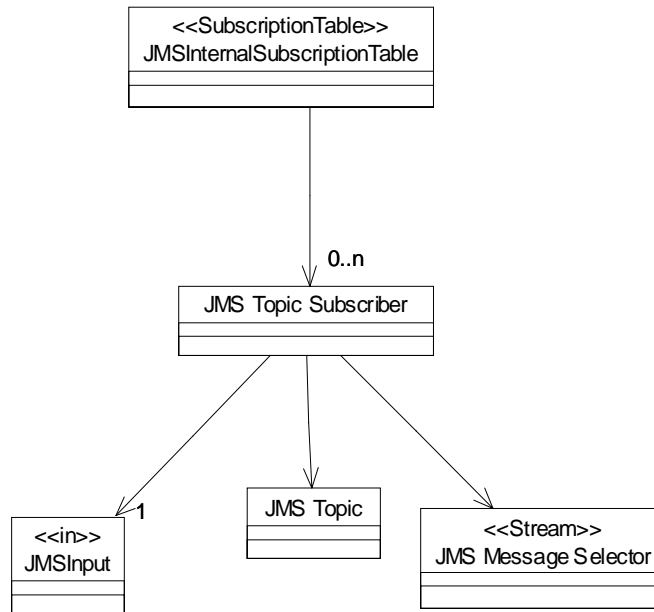 <<SubscriptionTable>>
JMSInternalSubscriptionTable
0..n
JMS Topic Subscriber
1
<<in>>
JMSInput
JMS Topic
<<Stream>>
JMS Message Selector